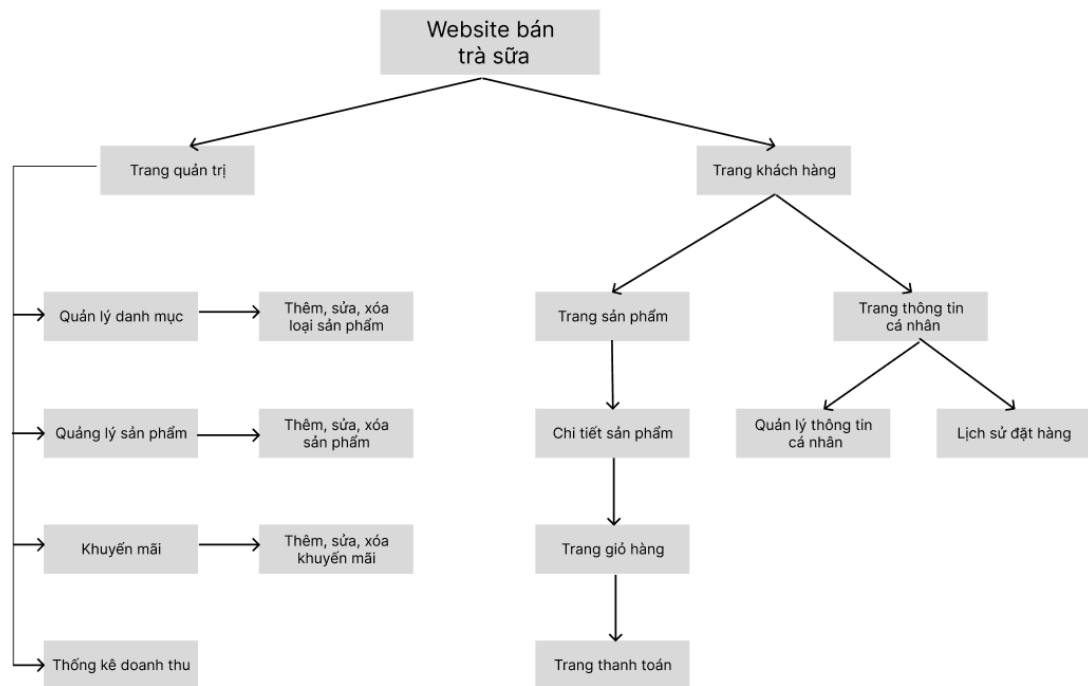 Website bán
trà sữa
Trang quản trị
Trang khách hàng
Quản lý danh mục
Thêm, sửa, xóa
loại sản phẩm
Trang sản phẩm
Trang thông tin
cá nhân
Quảng lý sản phẩm
Thêm, sửa, xóa
sản phẩm
Chi tiết sản phẩm
Quản lý thông tin
cá nhân
Lịch sử đặt hàng
Khuyến mãi
Thêm, sửa, xóa
khuyến mãi
Trang giỏ hàng
Thống kê doanh thu
Trang thanh toán